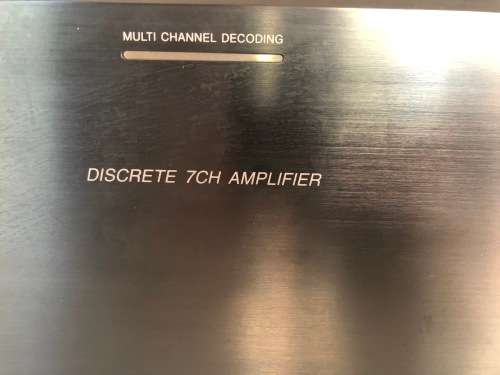 MULTI CHANNEL DECODING
DISCRETE 7CH AMPLIFIER